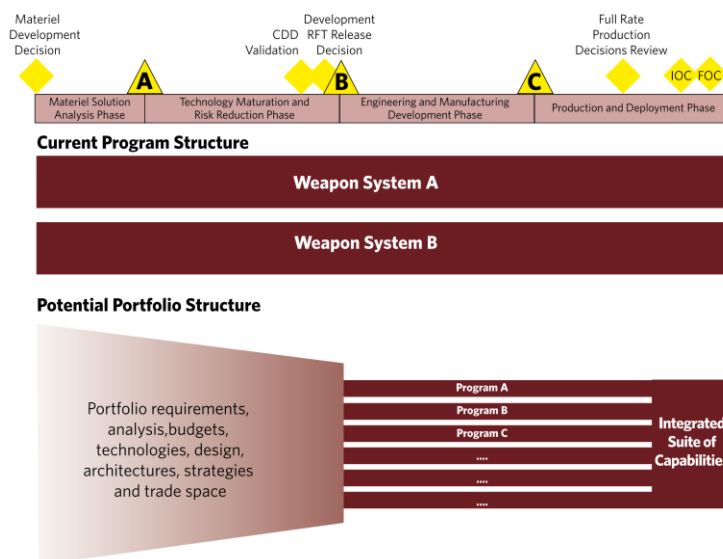 Materiel
Development
Decision
CDD
Validation
Development
RFT Release
Decision
Full Rate
Production
Decisions Review
A
B
C
IOC
FOC
Materiel Solution
Analysis Phase
Technology Maturation and
Risk Reduction Phase
Engineering and Manufacturing
Development Phase
Production and Deployment Phase
Current Program Structure
Weapon System A
Weapon System B
Potential Portfolio Structure
Portfolio requirements,
analysis,budgets,
technologies, design,
architectures, strategies
and trade space
Program A
Program B
Program C
....
....
....
Integrated
Suite of
Capabilities